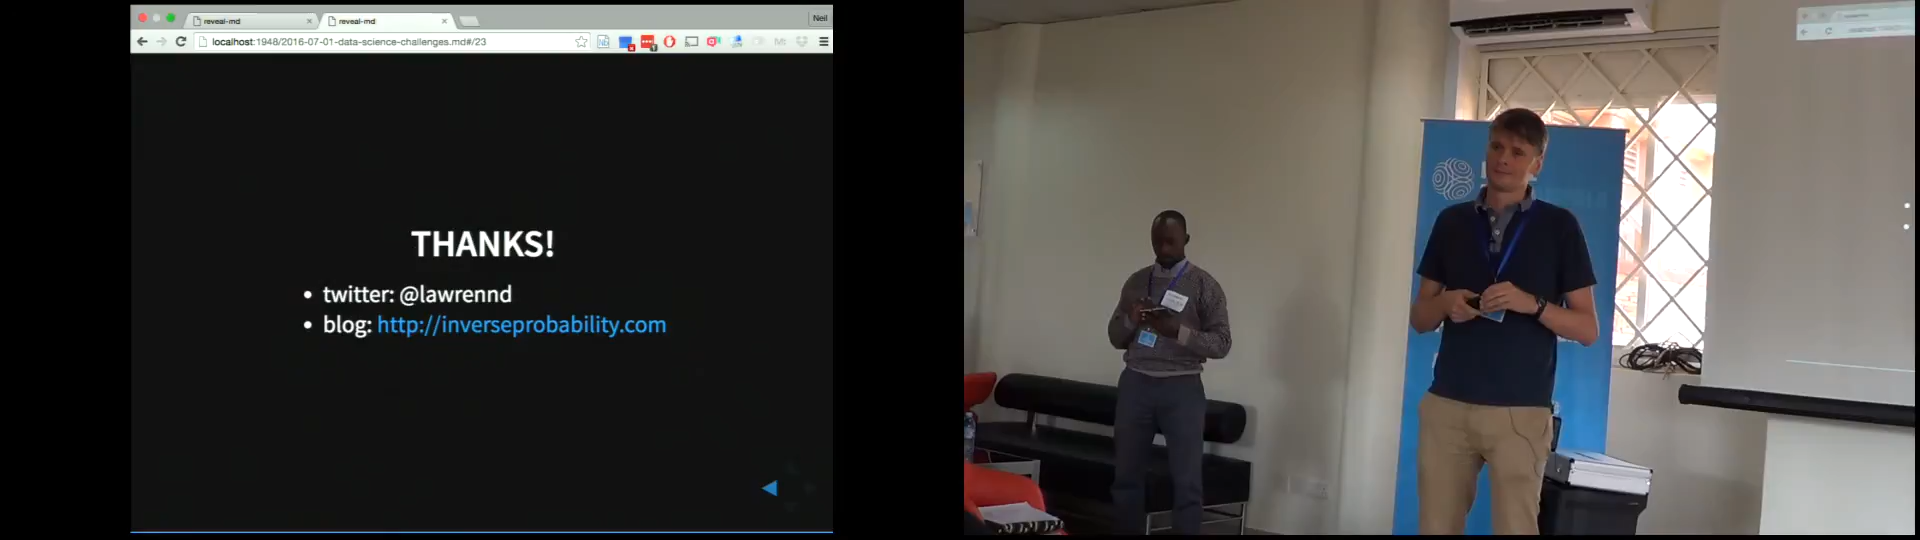 reveal-md
reveal-md
Neil
localhost:1948/2016-07-01-data-science-challenges.md#/23
THANKS!
• twitter: @lawrennd
• blog: http://inverseprobability.com